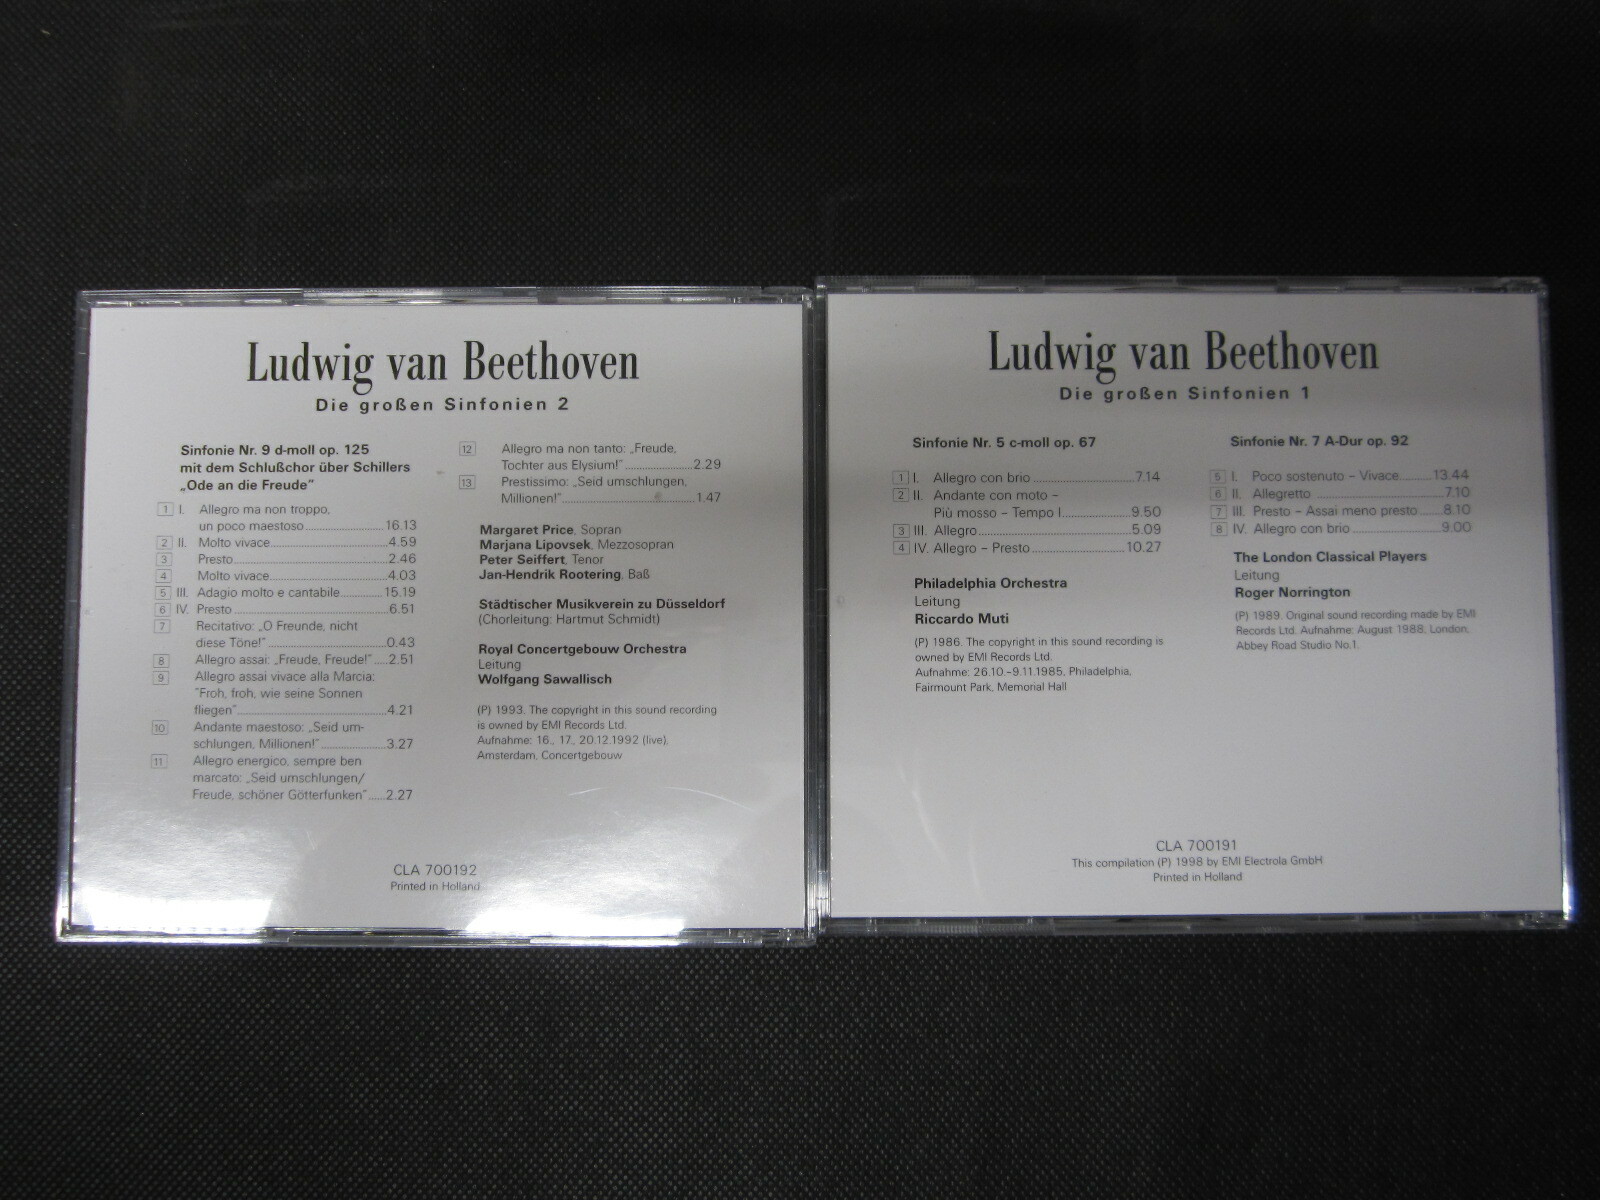 Ludwig van Beethoven
Die großen Sinfonien 2
Sinfonie Nr. 9 d-moll op. 125
mit dem Schlußchor über Schillers
„Ode an die Freude“
1 I. Allegro ma non troppo,
un poco maestoso 16.13
2 II. Molto vivace 4.59
3 Presto 2.46
4 Molto vivace 4.03
5 III. Adagio molto e cantabile 15.19
6 IV. Presto 6.51
7 Recitativo: „O Freunde, nicht
diese Töne!“ 0.43
8 Allegro assai: „Freude, Freude!“ 2.51
9 Allegro assai vivace alla Marcia:
“Froh, froh, wie seine Sonnen
fliegen“ 4.21
10 Andante maestoso: „Seid um-
schlungen, Millionen!“ 3.27
11 Allegro energico, sempre ben
marcato: „Seid umschlungen/
Freude, schöner Götterfunken“ 2.27
12 Allegro ma non tanto: „Freude,
Tochter aus Elysium!“ 2.29
13 Prestissimo: „Seid umschlungen,
Millionen!“ 1.47
Margaret Price, Sopran
Marjana Lipovsek, Mezzosopran
Peter Seiffert, Tenor
Jan-Hendrik Rootering, Baß
Städtischer Musikverein zu Düsseldorf
(Chorleitung: Hartmut Schmidt)
Royal Concertgebouw Orchestra
Leitung
Wolfgang Sawallisch
(P) 1993. The copyright in this sound recording
is owned by EMI Records Ltd.
Aufnahme: 16., 17., 20.12.1992 (live),
Amsterdam, Concertgebouw
CLA 700192
Printed in Holland
Ludwig van Beethoven
Die großen Sinfonien 1
Sinfonie Nr. 5 c-moll op. 67
1 I. Allegro con brio 7.14
2 II. Andante con moto –
Più mosso – Tempo I 9.50
3 III. Allegro 5.09
4 IV. Allegro – Presto 10.27
Philadelphia Orchestra
Leitung
Riccardo Muti
(P) 1986. The copyright in this sound recording is
owned by EMI Records Ltd.
Aufnahme: 26.10.–9.11.1985, Philadelphia,
Fairmount Park, Memorial Hall
Sinfonie Nr. 7 A-Dur op. 92
5 I. Poco sostenuto – Vivace 13.44
6 II. Allegretto 7.10
7 III. Presto – Assai meno presto 8.10
8 IV. Allegro con brio 9.00
The London Classical Players
Leitung
Roger Norrington
(P) 1989. Original sound recording made by EMI
Records Ltd. Aufnahme: August 1988, London,
Abbey Road Studio No.1.
CLA 700191
This compilation (P) 1998 by EMI Electrola GmbH
Printed in Holland